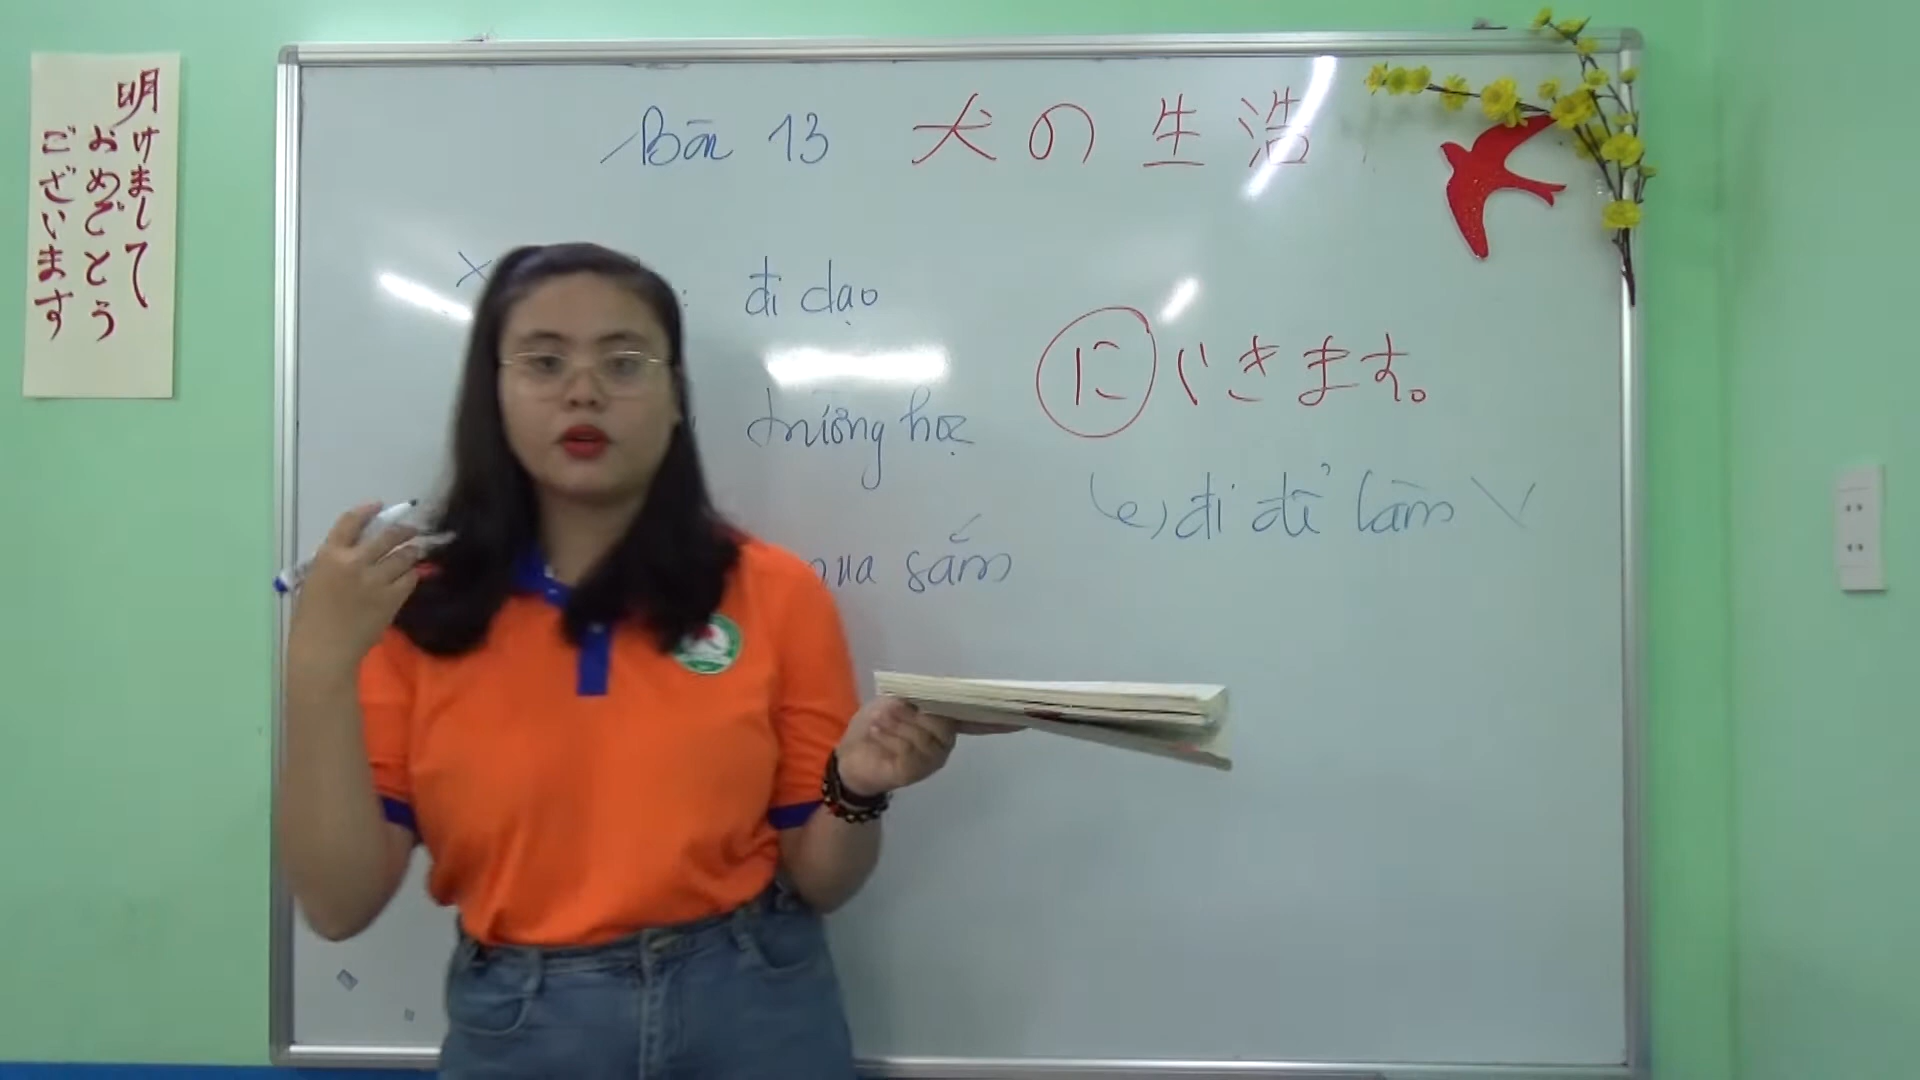 明
けまして
おめでとう
ございます
Bài 13 犬の生活
đi dạo
に いきます。
trường học
đi để làm V
mua sắm